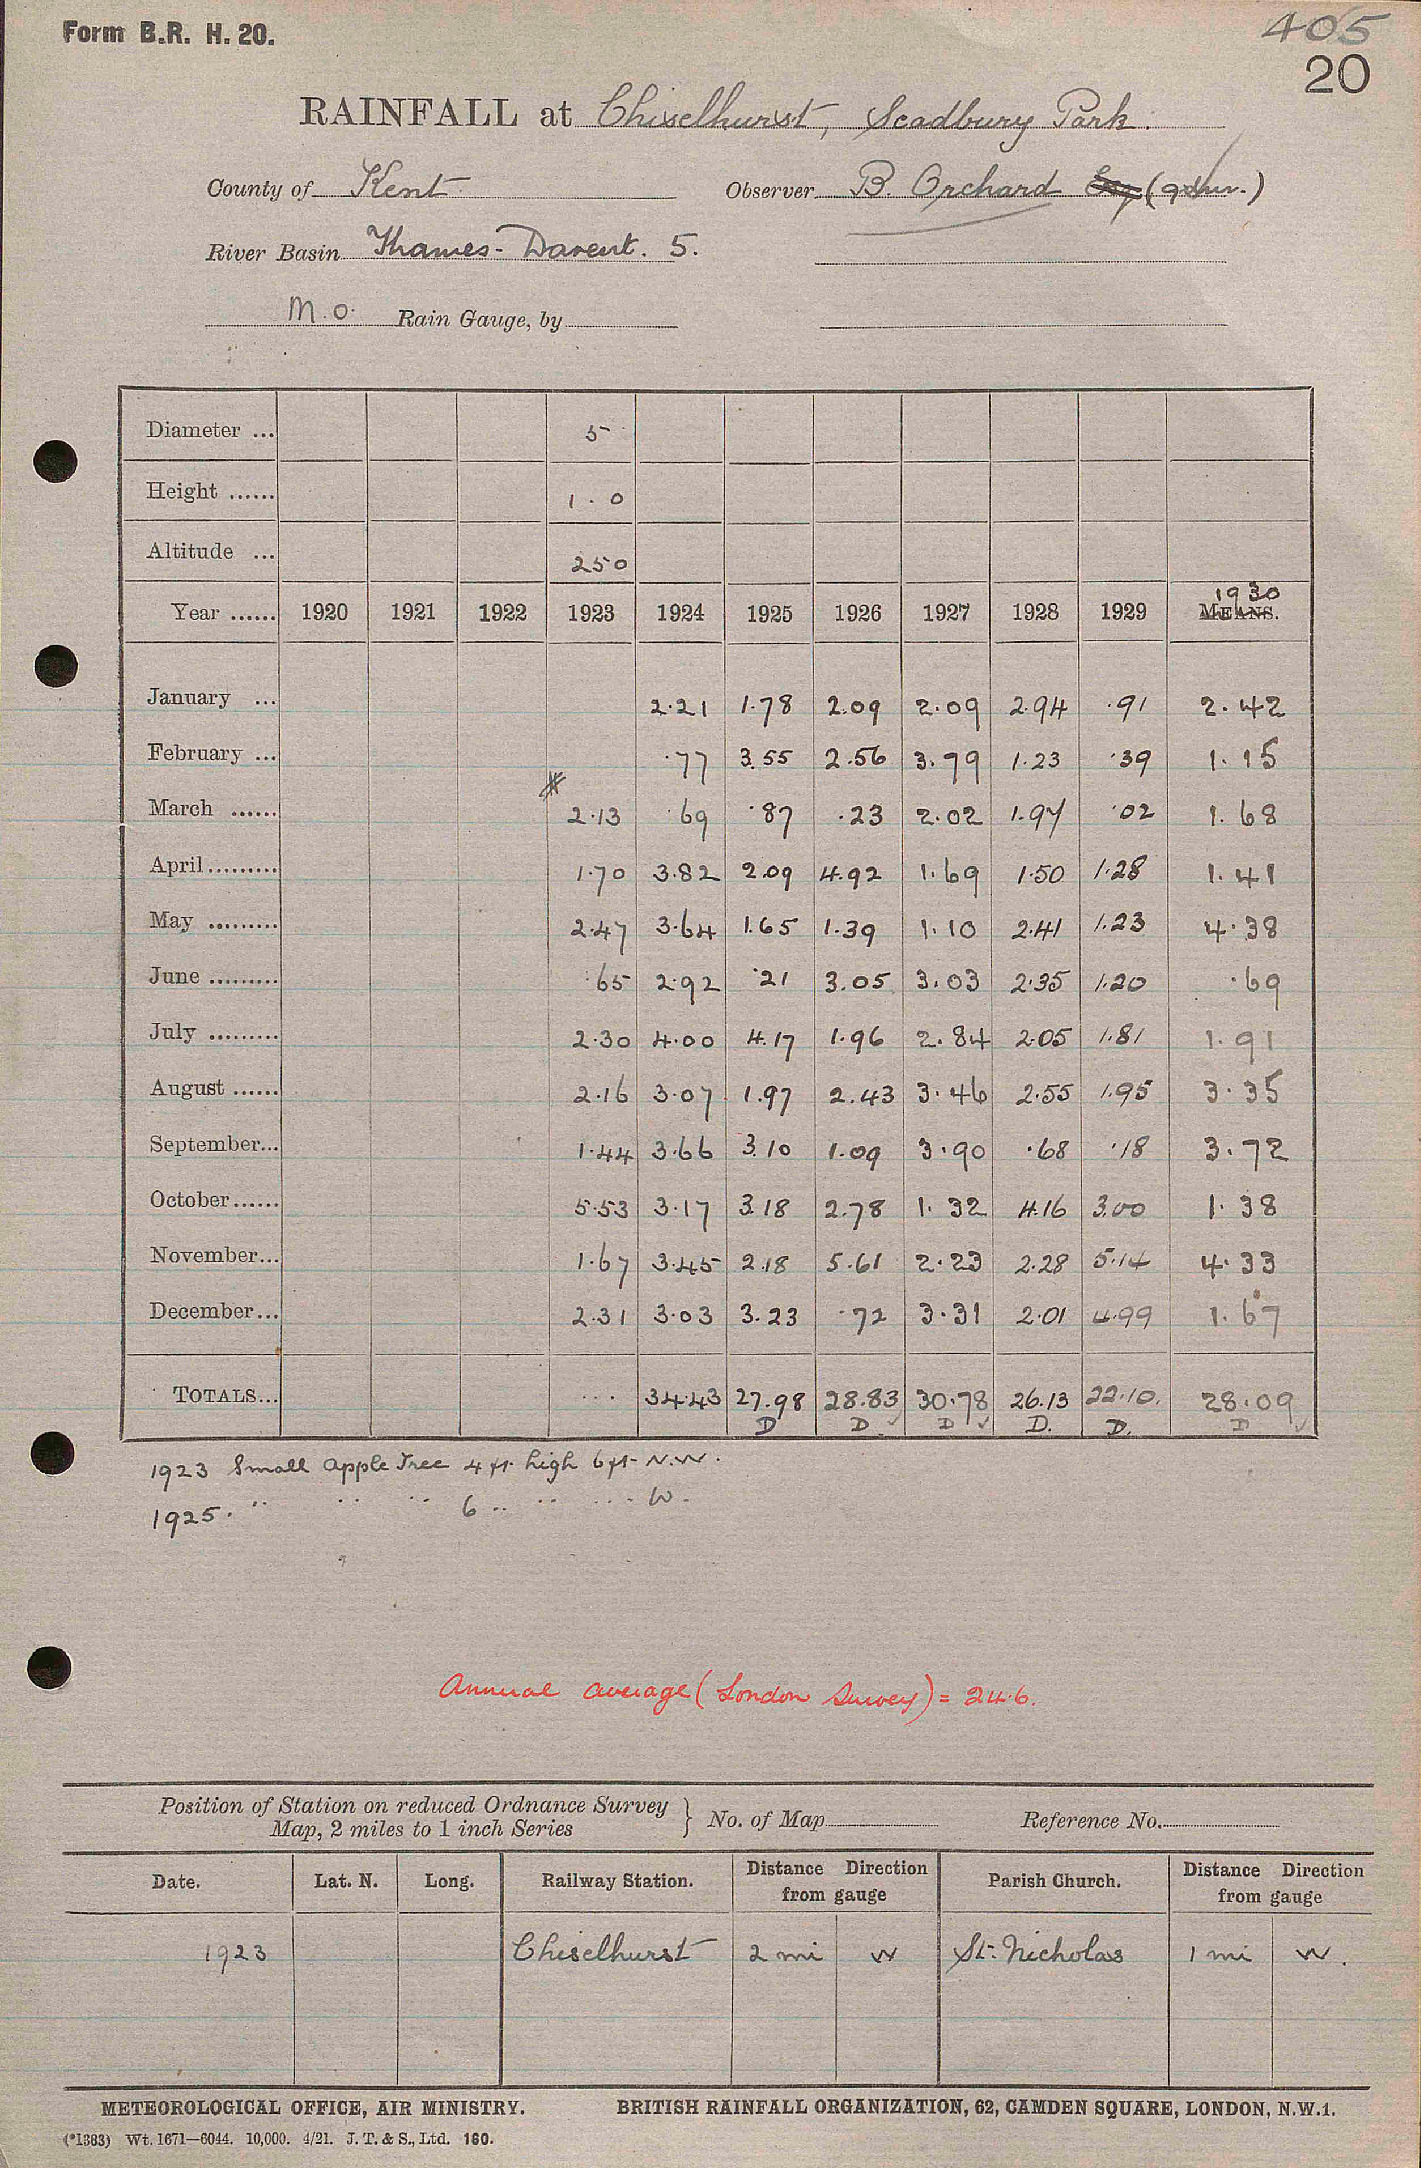 Form B.R. H. 20.
405
20
RAINFALL at Chiselhurst, Scadbury Park.
County of Kent Observer B. Orchard Esq
River Basin Thames - Darent. 5.
M.O. Rain Gauge, by
Diameter ... 5
Height ...... 1.0
Altitude ... 250
1930
Year ...... 1920 1921 1922 1923 1924 1925 1926 1927 1928 1929 MEANS.
January ... 2.21 1.78 2.09 2.09 2.94 .91 2.42
February ... .77 3.55 2.56 3.79 1.23 .39 1.15
March ...... 2.13 .69 .87 .23 2.02 1.97 .02 1.68
April......... 1.70 3.82 2.09 4.92 1.69 1.50 1.28 1.41
May ......... 2.47 3.64 1.65 1.39 1.10 2.41 1.23 4.38
June ......... .65 2.92 .21 3.05 3.03 2.35 1.20 .69
July ......... 2.30 4.00 4.17 1.96 2.84 2.05 1.81 1.91
August ...... 2.16 3.07 1.97 2.43 3.46 2.55 1.95 3.35
September... 1.44 3.66 3.10 1.09 3.90 .68 .18 3.72
October...... 5.53 3.17 3.18 2.78 1.32 4.16 3.00 1.38
November... 1.67 3.45 2.18 5.61 2.23 2.28 5.14 4.33
December... 2.31 3.03 3.23 .72 3.31 2.01 4.99 1.67
TOTALS... ... 34.43 27.98 28.83 30.78 26.13 22.10. 28.09
D D ✓ D ✓ D. D. D ✓
1923 Small apple Tree 4 ft. high 6 ft. N.W.
1925. " " " 6 " " ... W.
Annual average (London Survey) = 24.6.
Position of Station on reduced Ordnance Survey
Map, 2 miles to 1 inch Series } No. of Map Reference No.
Date. Lat. N. Long. Railway Station. Distance Direction from gauge Parish Church. Distance Direction from gauge
1923 Chiselhurst 2 mi W St. Nicholas 1 mi W.
METEOROLOGICAL OFFICE, AIR MINISTRY. BRITISH RAINFALL ORGANIZATION, 62, CAMDEN SQUARE, LONDON, N.W.1.
(*1383) Wt. 1671—6044. 10,000. 4/21. J. T. & S., Ltd. 160.